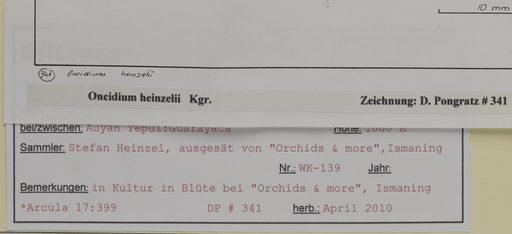 10 mm
341 Oncidium heinzelii
Oncidium heinzelii Kgr. Zeichnung: D. Pongratz # 341
bei/zwischen: Auyan Tepui:Guarayaca Höhe: 1000 m
Sammler: Stefan Heinzel, ausgesät von "Orchids & more", Ismaning
Nr.: WK-139 Jahr:
Bemerkungen: in Kultur in Blüte bei "Orchids & more", Ismaning
*Arcula 17:399 DP # 341 herb.: April 2010